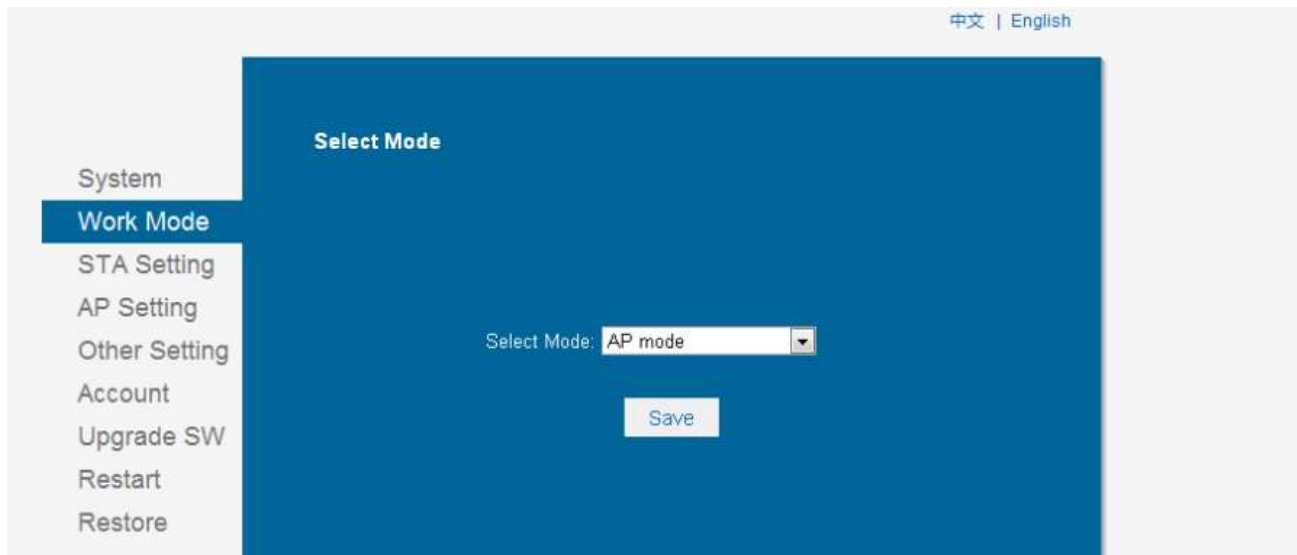 中文 | English
Select Mode
System
Work Mode
STA Setting
AP Setting
Other Setting
Account
Upgrade SW
Restart
Restore
Select Mode: AP mode
Save